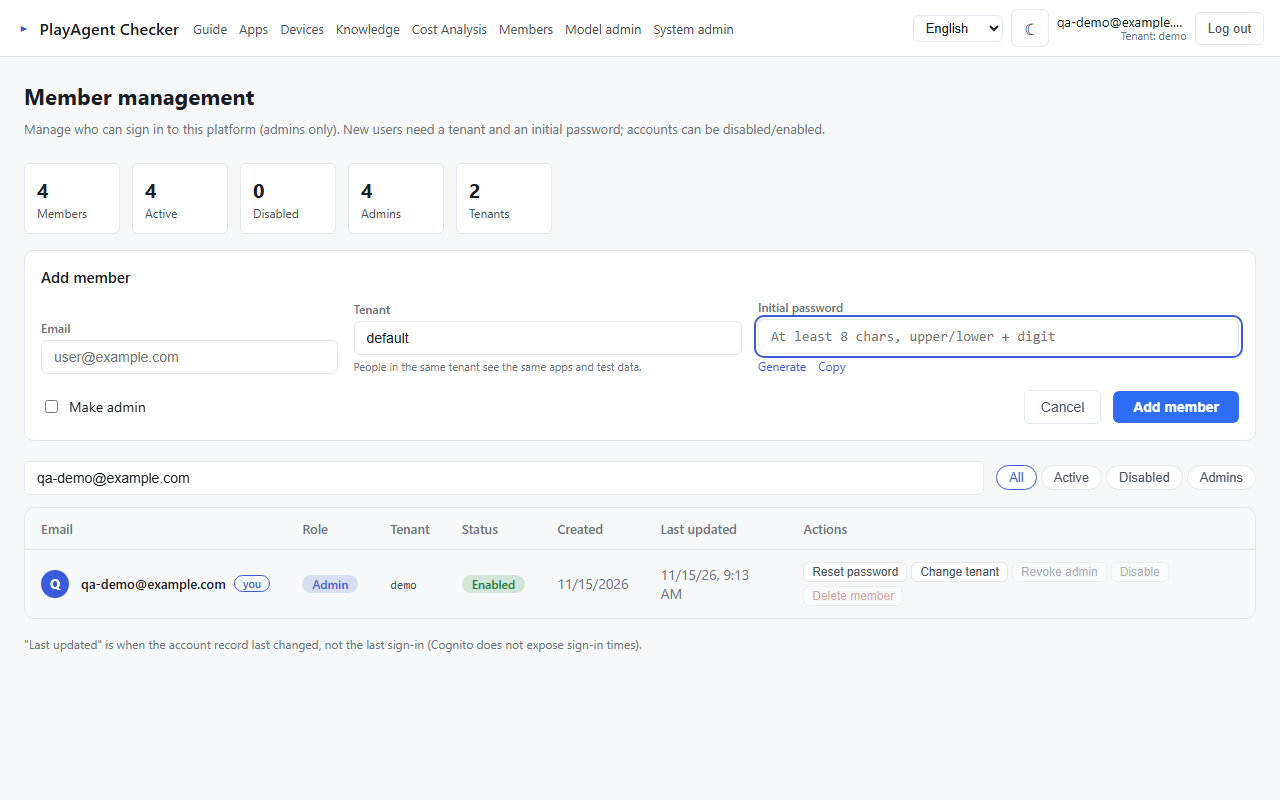 PlayAgent Checker Guide Apps Devices Knowledge Cost Analysis Members Model admin System admin English qa-demo@example.... Log out
Tenant: demo
Member management
Manage who can sign in to this platform (admins only). New users need a tenant and an initial password; accounts can be disabled/enabled.
4 4 0 4 2
Members Active Disabled Admins Tenants
Add member
Email Tenant Initial password
user@example.com default At least 8 chars, upper/lower + digit
People in the same tenant see the same apps and test data. Generate Copy
Make admin Cancel Add member
qa-demo@example.com All Active Disabled Admins
Email Role Tenant Status Created Last updated Actions
Q qa-demo@example.com you Admin demo Enabled 11/15/2026 11/15/26, 9:13 AM Reset password Change tenant Revoke admin Disable
Delete member
"Last updated" is when the account record last changed, not the last sign-in (Cognito does not expose sign-in times).